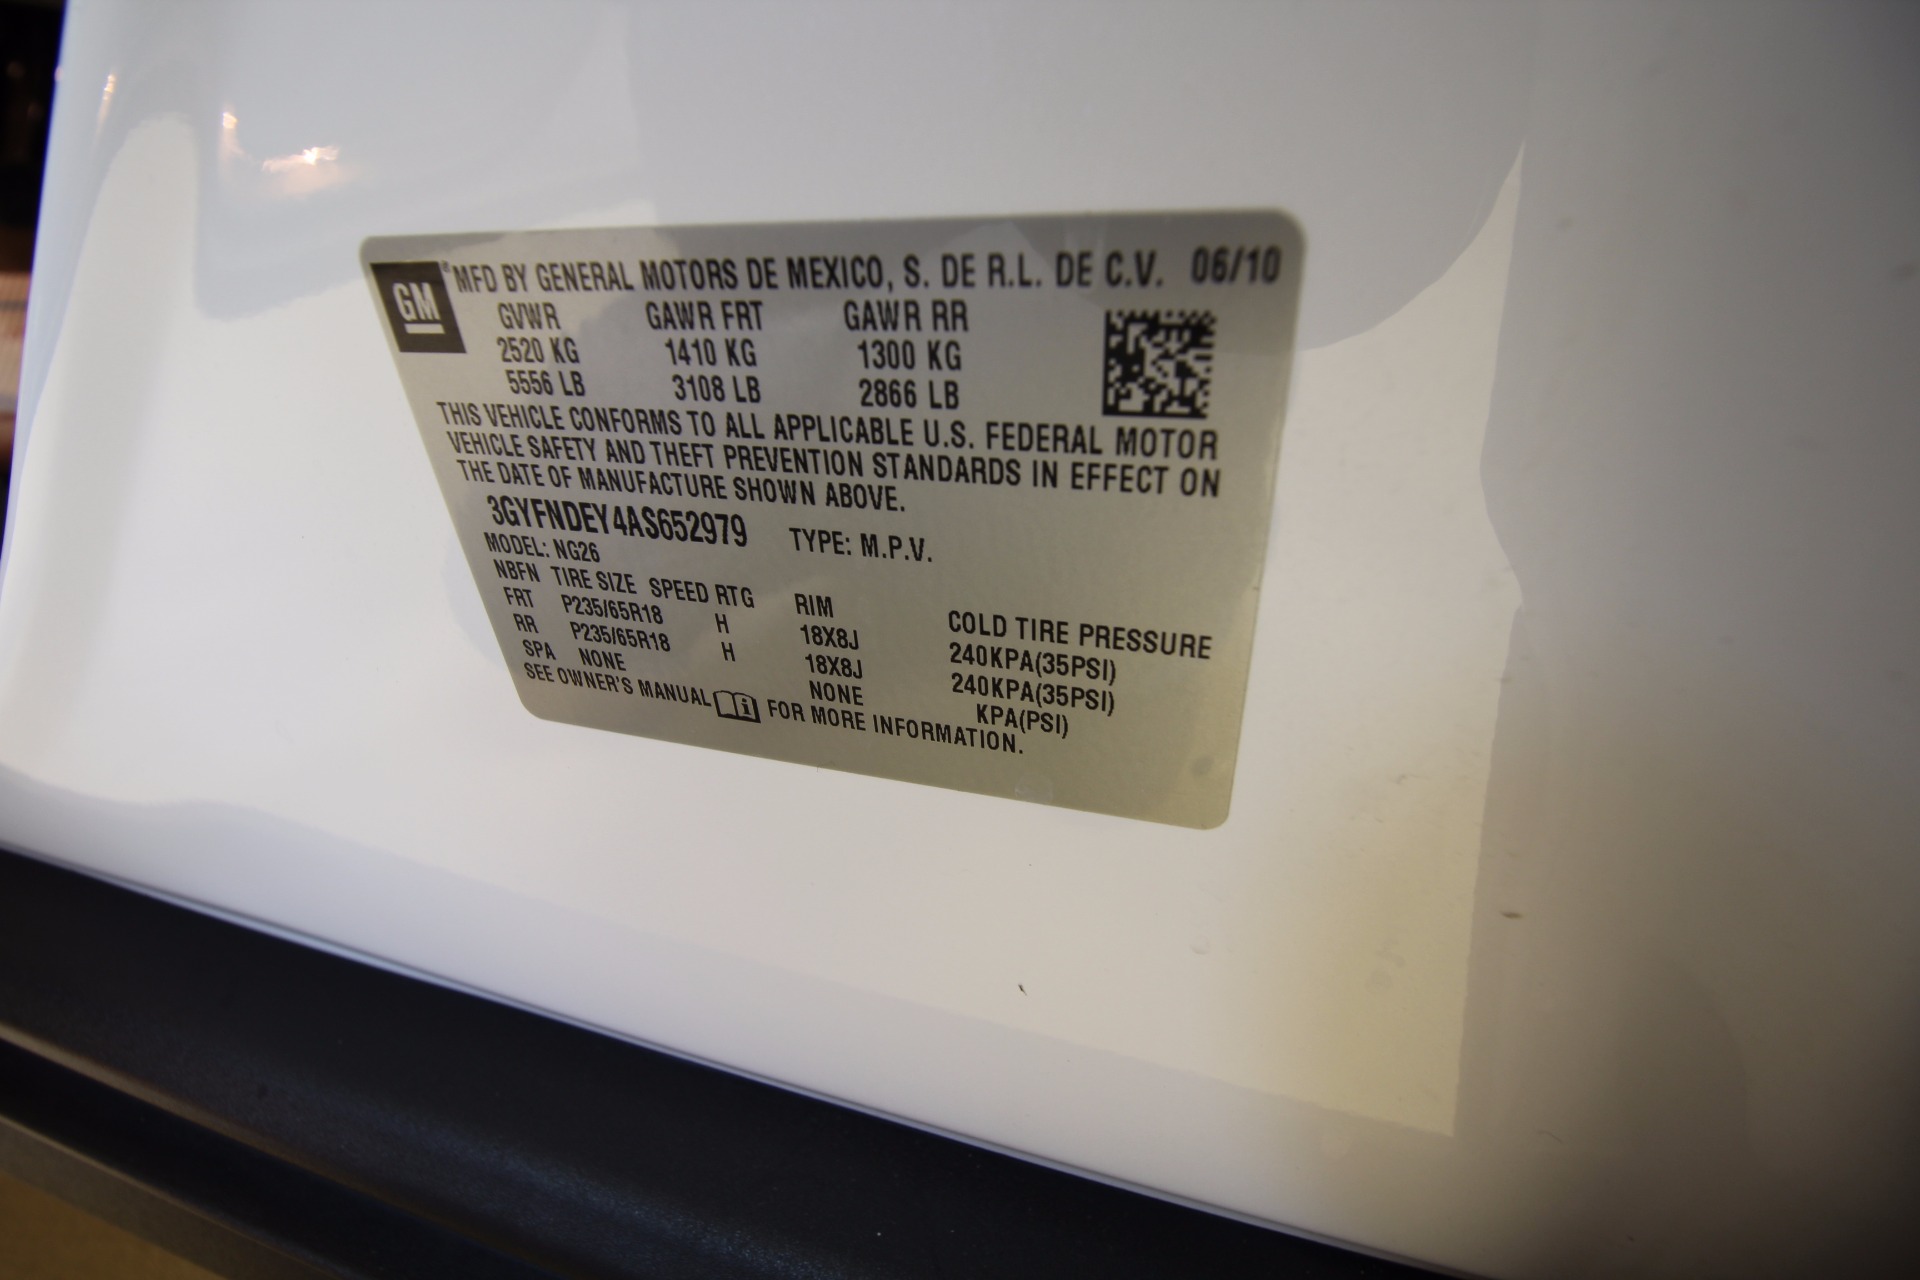 GM
MFD BY GENERAL MOTORS DE MEXICO, S. DE R.L. DE C.V. 06/10
GVWR GAWR FRT GAWR RR
2520 KG 1410 KG 1300 KG
5556 LB 3108 LB 2866 LB
THIS VEHICLE CONFORMS TO ALL APPLICABLE U.S. FEDERAL MOTOR
VEHICLE SAFETY AND THEFT PREVENTION STANDARDS IN EFFECT ON
THE DATE OF MANUFACTURE SHOWN ABOVE.
3GYFNDEY4AS652979 TYPE: M.P.V.
MODEL: NG26
NBFN TIRE SIZE SPEED RTG RIM COLD TIRE PRESSURE
FRT P235/65R18 H 18X8J 240KPA(35PSI)
RR P235/65R18 H 18X8J 240KPA(35PSI)
SPA NONE NONE KPA(PSI)
SEE OWNER'S MANUAL i FOR MORE INFORMATION.